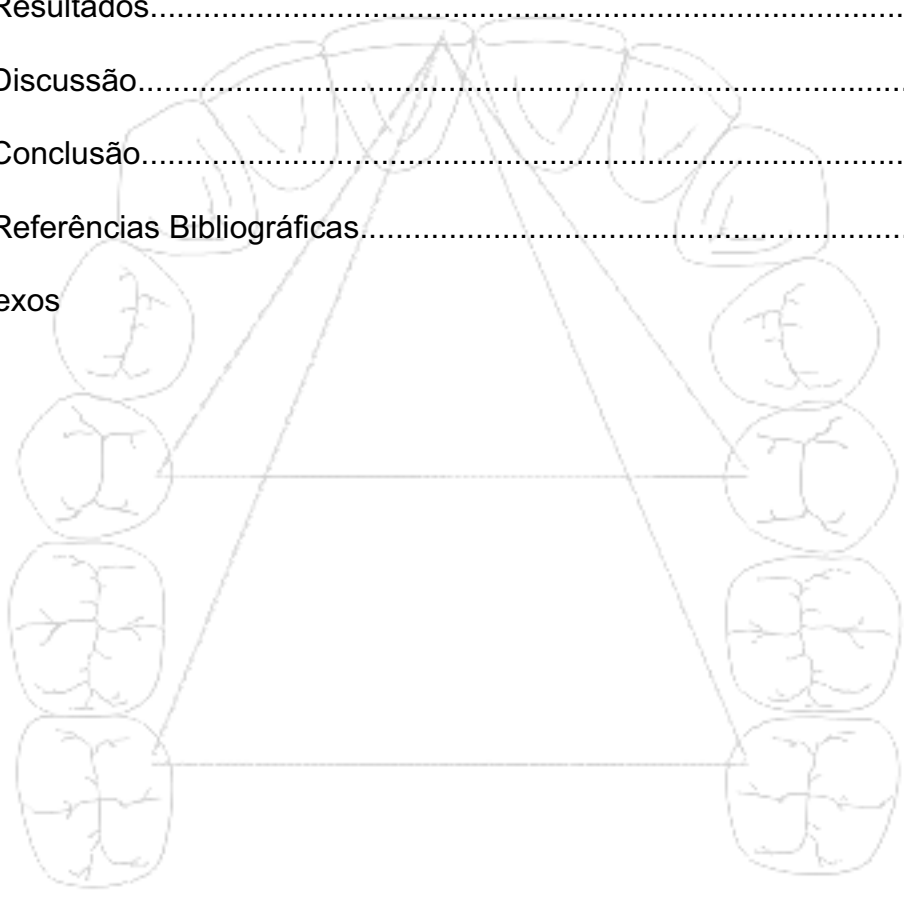 Resultados.....................................................................................
Discussão......................................................................................
Conclusão......................................................................................
Referências Bibliográficas...............................................................
exos